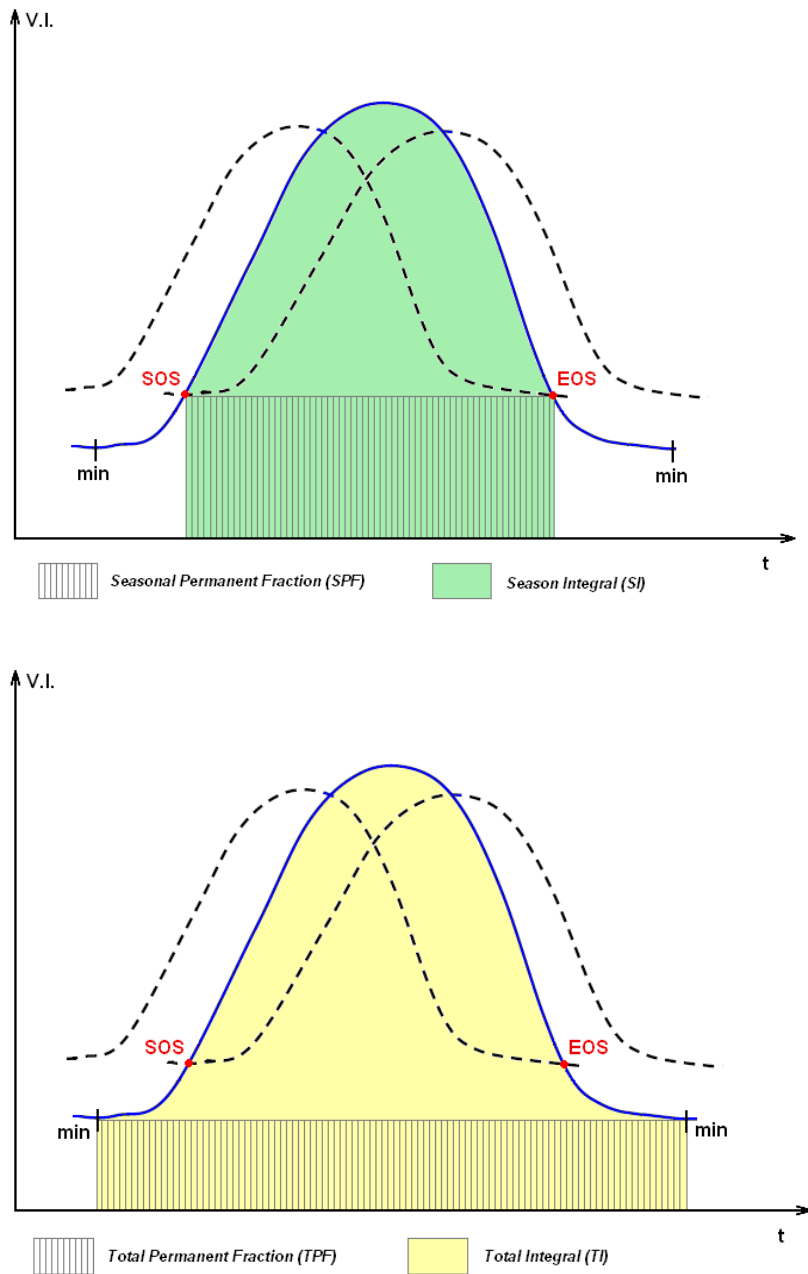 V.I.
SOS
EOS
min
min
t
Seasonal Permanent Fraction (SPF)
Season Integral (SI)
V.I.
SOS
EOS
min
min
t
Total Permanent Fraction (TPF)
Total Integral (TI)